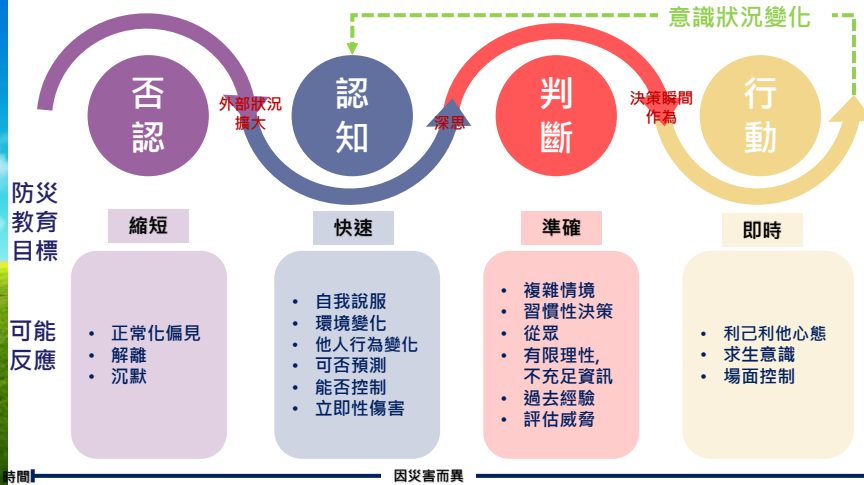 意識狀況變化
否
認
外部狀況
擴大
認
知
深思
判
斷
決策瞬間
作為
行
動
防災
教育
目標
縮短
快速
準確
即時
可能
反應
• 正常化偏見
• 解離
• 沉默
• 自我說服
• 環境變化
• 他人行為變化
• 可否預測
• 能否控制
• 立即性傷害
• 複雜情境
• 習慣性決策
• 從眾
• 有限理性,
不充足資訊
• 過去經驗
• 評估威脅
• 利己利他心態
• 求生意識
• 場面控制
時間
因災害而異